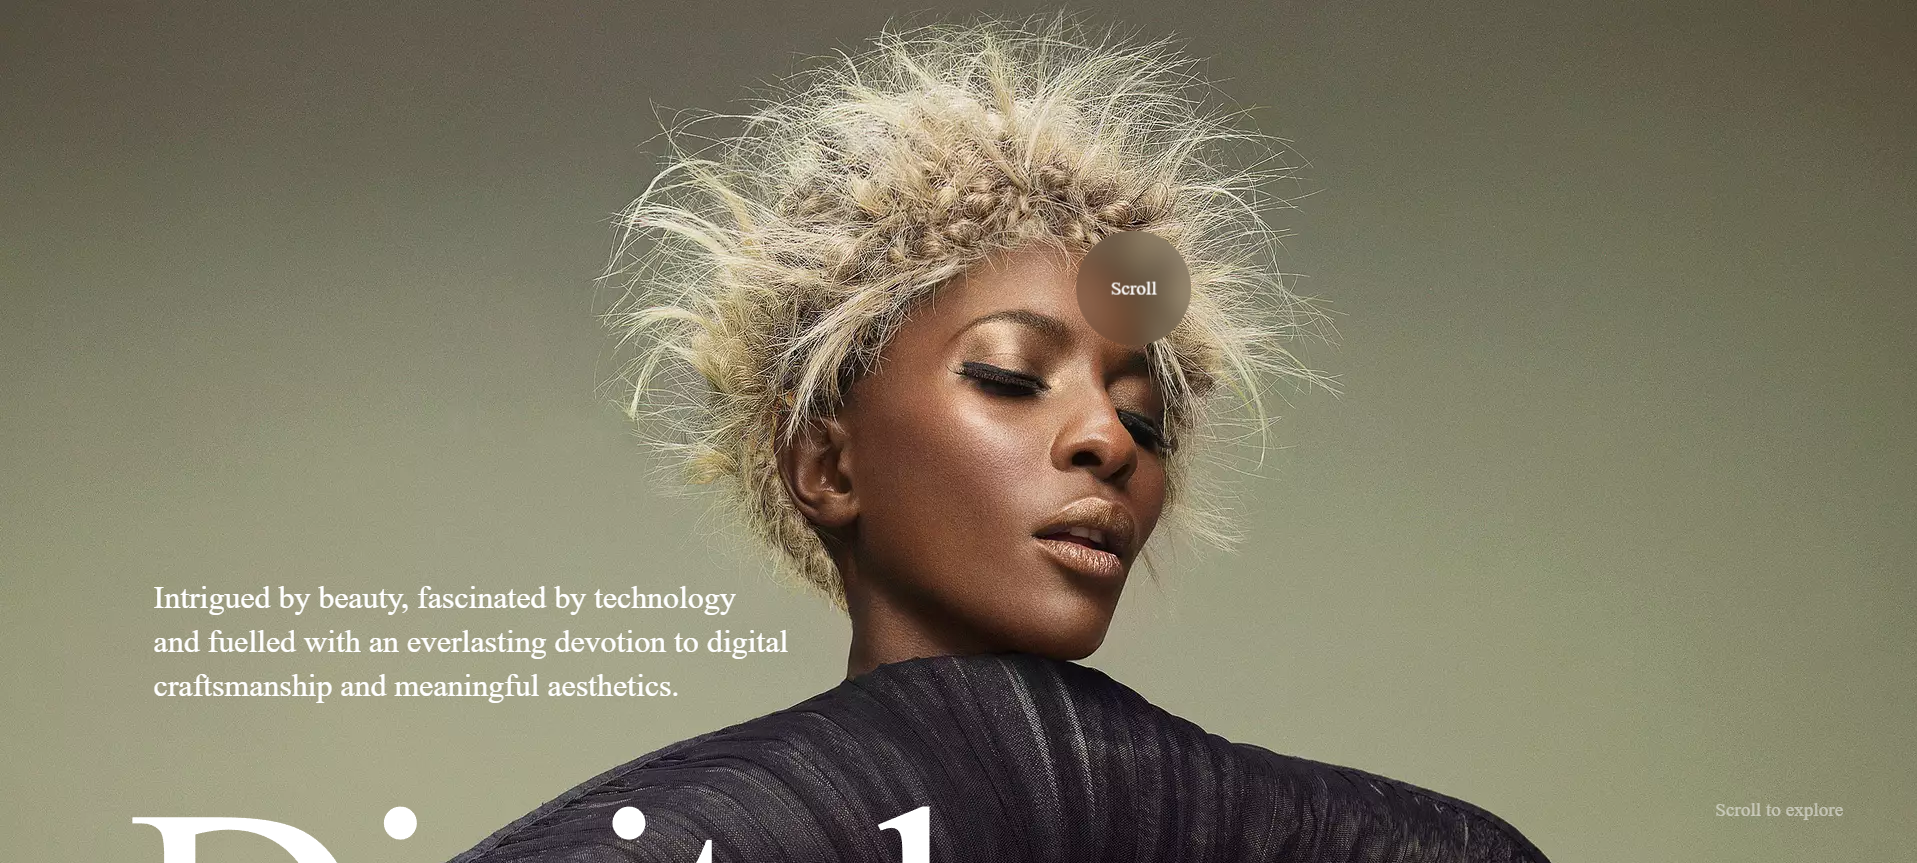 Scroll
Intrigued by beauty, fascinated by technology
and fuelled with an everlasting devotion to digital
craftsmanship and meaningful aesthetics.
Scroll to explore
Digital